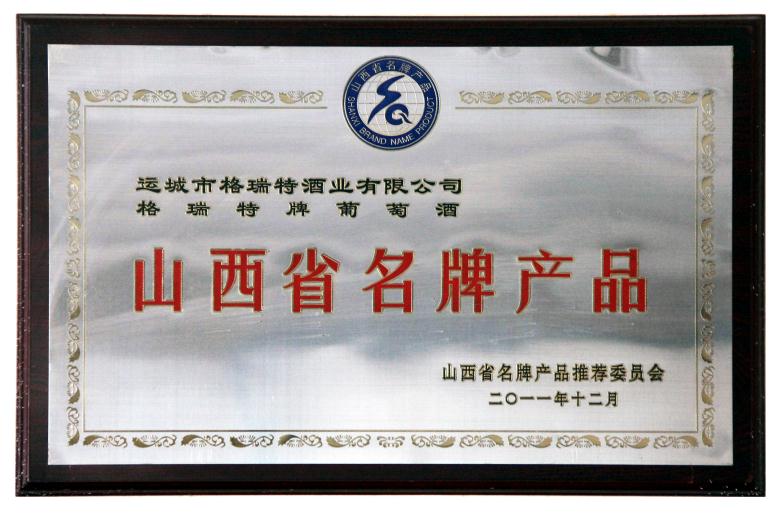 山西省名牌产品
SHANXI BRAND NAME PRODUCT
运城市格瑞特酒业有限公司
格瑞特牌葡萄酒
山西省名牌产品
山西省名牌产品推荐委员会
二〇一一年十二月